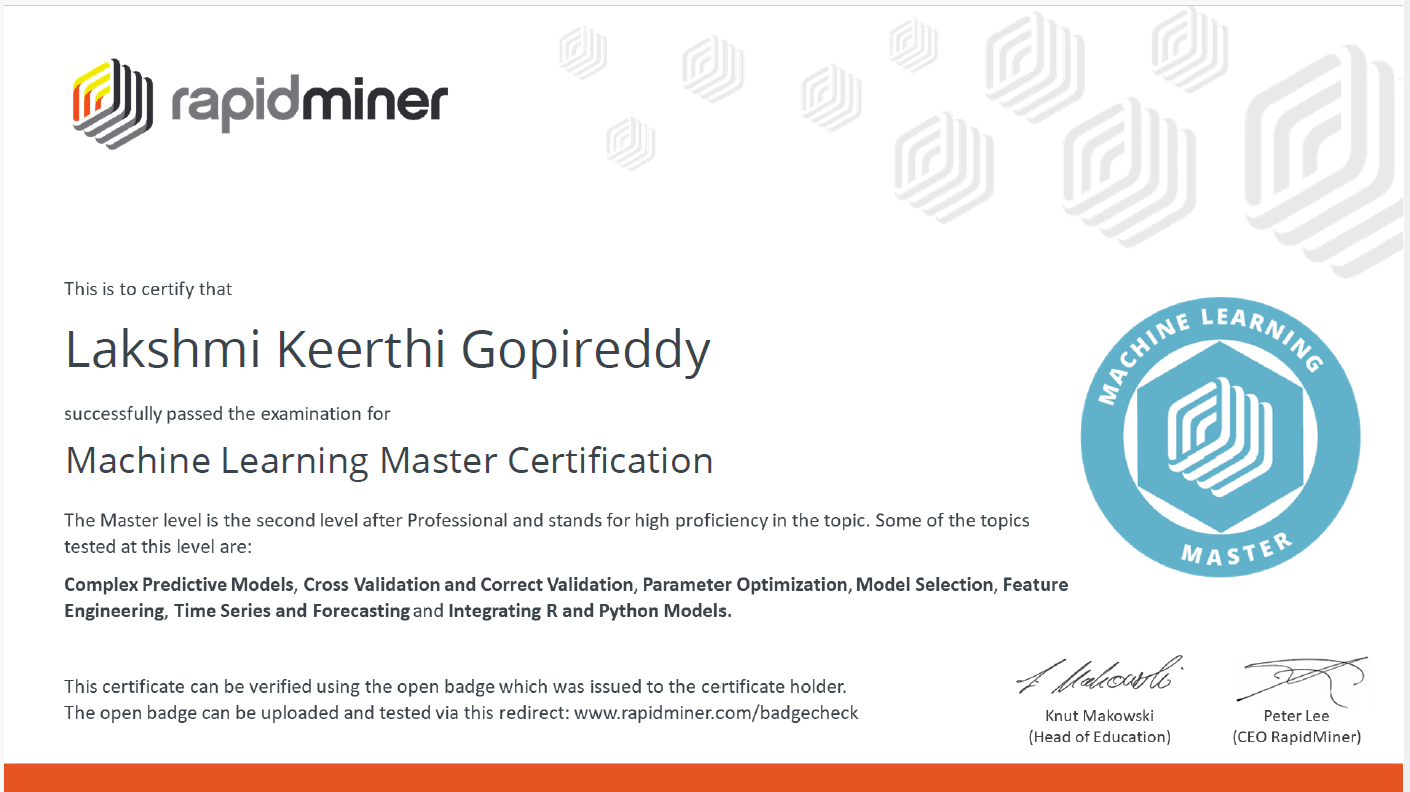 rapidminer
This is to certify that
Lakshmi Keerthi Gopireddy
successfully passed the examination for
Machine Learning Master Certification
MACHINE LEARNING
MASTER
The Master level is the second level after Professional and stands for high proficiency in the topic. Some of the topics
tested at this level are:
Complex Predictive Models, Cross Validation and Correct Validation, Parameter Optimization, Model Selection, Feature
Engineering, Time Series and Forecasting and Integrating R and Python Models.
This certificate can be verified using the open badge which was issued to the certificate holder.
The open badge can be uploaded and tested via this redirect: www.rapidminer.com/badgecheck
Knut Makowski
(Head of Education)
Peter Lee
(CEO RapidMiner)